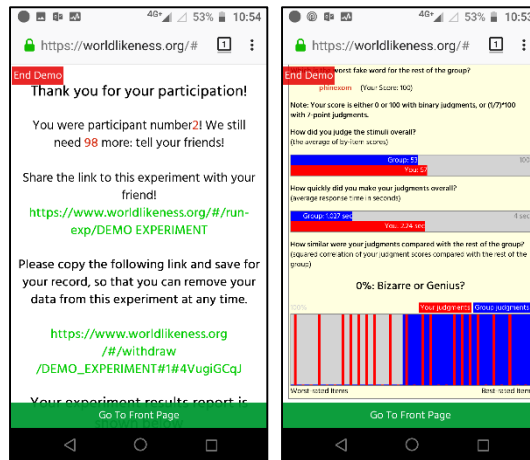 4G+ 53% 10:54
https://worldlikeness.org/# 1
End Demo
Thank you for your participation!
You were participant number2! We still
need 98 more: tell your friends!
Share the link to this experiment with your
friend!
https://www.worldlikeness.org/#/run-
exp/DEMO EXPERIMENT
Please copy the following link and save for
your record, so that you can remove your
data from this experiment at any time.
https://www.worldlikeness.org
/#/withdraw
/DEMO_EXPERIMENT#1#4VugiGCqJ
Your experiment results report is
shown below
Go To Front Page
4G+ 53% 10:53
https://worldlikeness.org/# 1
End Demo
worst fake word for the rest of the group?
phinexom (Your Score: 100)
Note: Your score is either 0 or 100 with binary judgments, or (1/7)*100
with 7-point judgments.
How did you judge the stimuli overall?
(the average of by-item scores)
Group: 53 100
You: 57
How quickly did you make your judgments overall?
(average response time in seconds)
Group: 1.027 sec 4 sec
You: 2.24 sec
How similar were your judgments compared with the rest of the group?
(squared correlation of your judgment scores compared with the rest of the
group)
0%: Bizarre or Genius?
100% Your judgments Group judgments
Worst rated items Best rated items
Go To Front Page